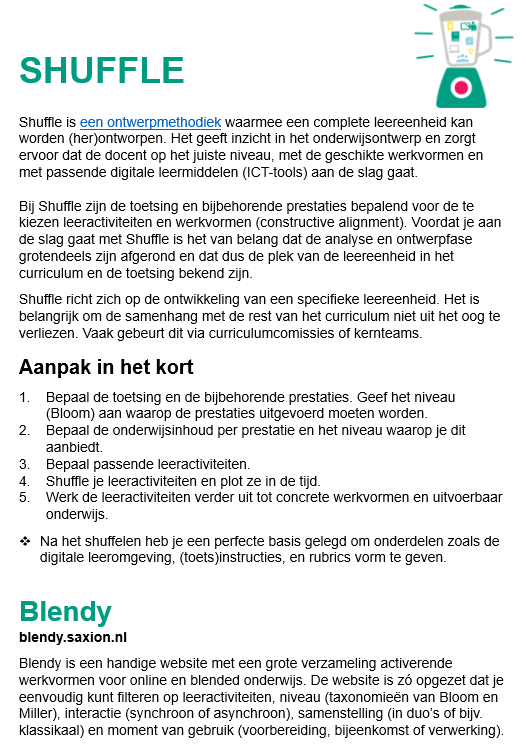 SHUFFLE
Shuffle is een ontwerpmethodiek waarmee een complete leereenheid kan
worden (her)ontworpen. Het geeft inzicht in het onderwijsontwerp en zorgt
ervoor dat de docent op het juiste niveau, met de geschikte werkvormen en
met passende digitale leermiddelen (ICT-tools) aan de slag gaat.
Bij Shuffle zijn de toetsing en bijbehorende prestaties bepalend voor de te
kiezen leeractiviteiten en werkvormen (constructive alignment). Voordat je aan
de slag gaat met Shuffle is het van belang dat de analyse en ontwerpfase
grotendeels zijn afgerond en dat dus de plek van de leereenheid in het
curriculum en de toetsing bekend zijn.
Shuffle richt zich op de ontwikkeling van een specifieke leereenheid. Het is
belangrijk om de samenhang met de rest van het curriculum niet uit het oog te
verliezen. Vaak gebeurt dit via curriculumcomissies of kernteams.
Aanpak in het kort
1. Bepaal de toetsing en de bijbehorende prestaties. Geef het niveau
(Bloom) aan waarop de prestaties uitgevoerd moeten worden.
2. Bepaal de onderwijsinhoud per prestatie en het niveau waarop je dit
aanbiedt.
3. Bepaal passende leeractiviteiten.
4. Shuffle je leeractiviteiten en plot ze in de tijd.
5. Werk de leeractiviteiten verder uit tot concrete werkvormen en uitvoerbaar
onderwijs.
❖ Na het shuffelen heb je een perfecte basis gelegd om onderdelen zoals de
digitale leeromgeving, (toets)instructies, en rubrics vorm te geven.
Blendy
blendy.saxion.nl
Blendy is een handige website met een grote verzameling activerende
werkvormen voor online en blended onderwijs. De website is zó opgezet dat je
eenvoudig kunt filteren op leeractiviteiten, niveau (taxonomieën van Bloom en
Miller), interactie (synchroon of asynchroon), samenstelling (in duo's of bijv.
klassikaal) en moment van gebruik (voorbereiding, bijeenkomst of verwerking).